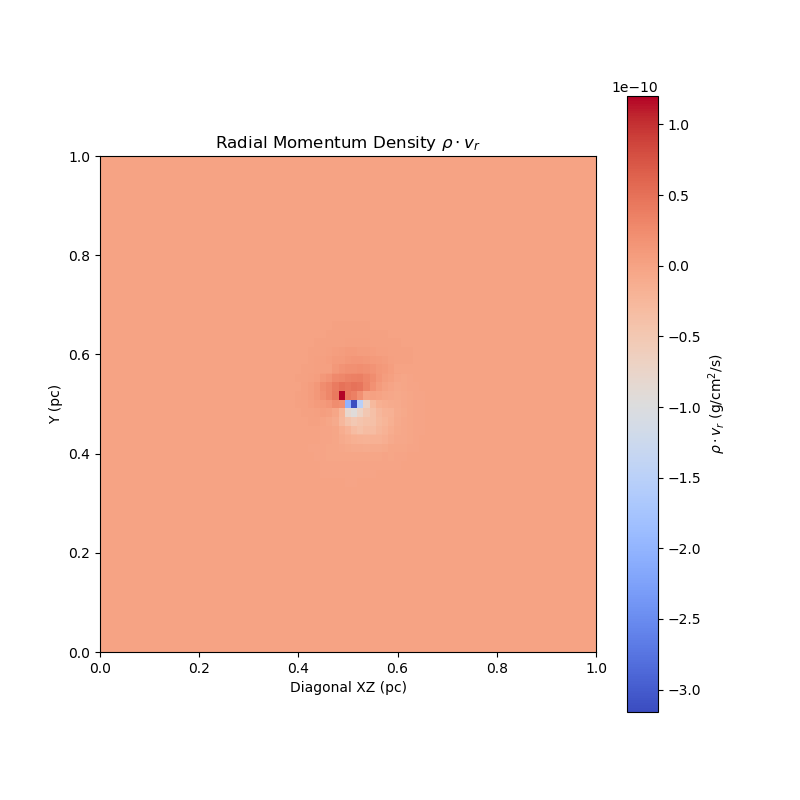 Radial Momentum Density ρ · v_r
1e−10
1.0
0.5
0.0
−0.5
−1.0
−1.5
−2.0
−2.5
−3.0
ρ · v_r (g/cm²/s)
1.0
0.8
0.6
0.4
0.2
0.0
Y (pc)
0.0 0.2 0.4 0.6 0.8 1.0
Diagonal XZ (pc)